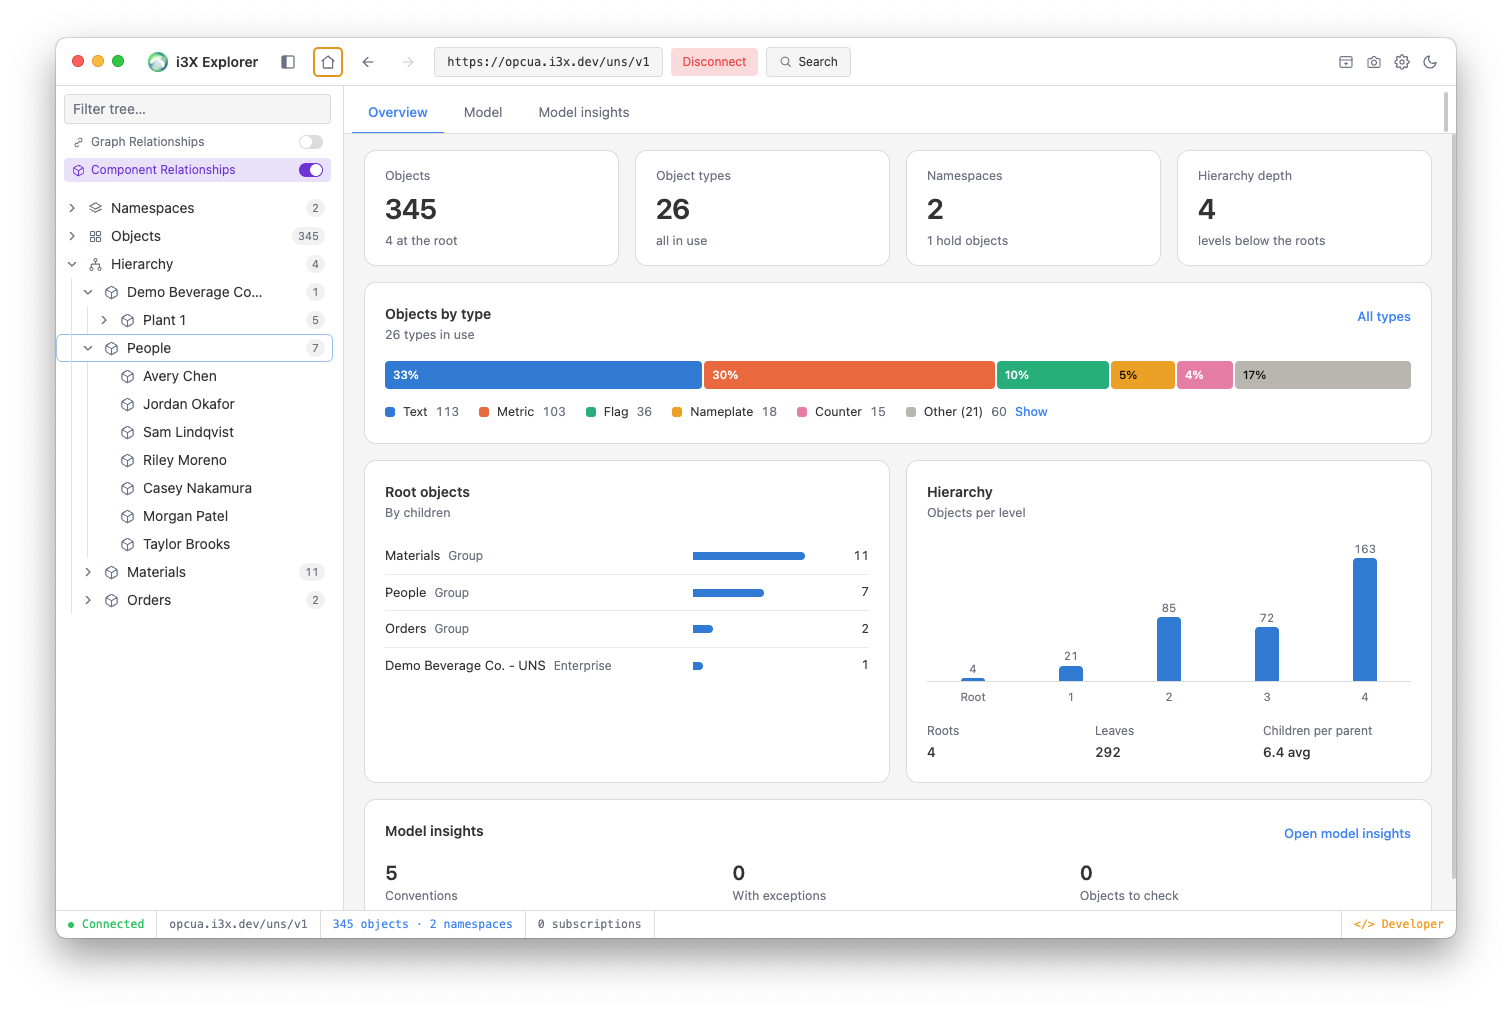 i3X Explorer
https://opcua.i3x.dev/uns/v1
Disconnect
Search
Filter tree...
Graph Relationships
Component Relationships
Namespaces 2
Objects 345
Hierarchy 4
Demo Beverage Co... 1
Plant 1 5
People 7
Avery Chen
Jordan Okafor
Sam Lindqvist
Riley Moreno
Casey Nakamura
Morgan Patel
Taylor Brooks
Materials 11
Orders 2
Overview Model Model insights
Objects
345
4 at the root
Object types
26
all in use
Namespaces
2
1 hold objects
Hierarchy depth
4
levels below the roots
Objects by type
26 types in use
All types
33% 30% 10% 5% 4% 17%
Text 113 Metric 103 Flag 36 Nameplate 18 Counter 15 Other (21) 60 Show
Root objects
By children
Materials Group 11
People Group 7
Orders Group 2
Demo Beverage Co. - UNS Enterprise 1
Hierarchy
Objects per level
4 21 85 72 163
Root 1 2 3 4
Roots Leaves Children per parent
4 292 6.4 avg
Model insights
Open model insights
5 0 0
Conventions With exceptions Objects to check
Connected opcua.i3x.dev/uns/v1 345 objects · 2 namespaces 0 subscriptions </> Developer